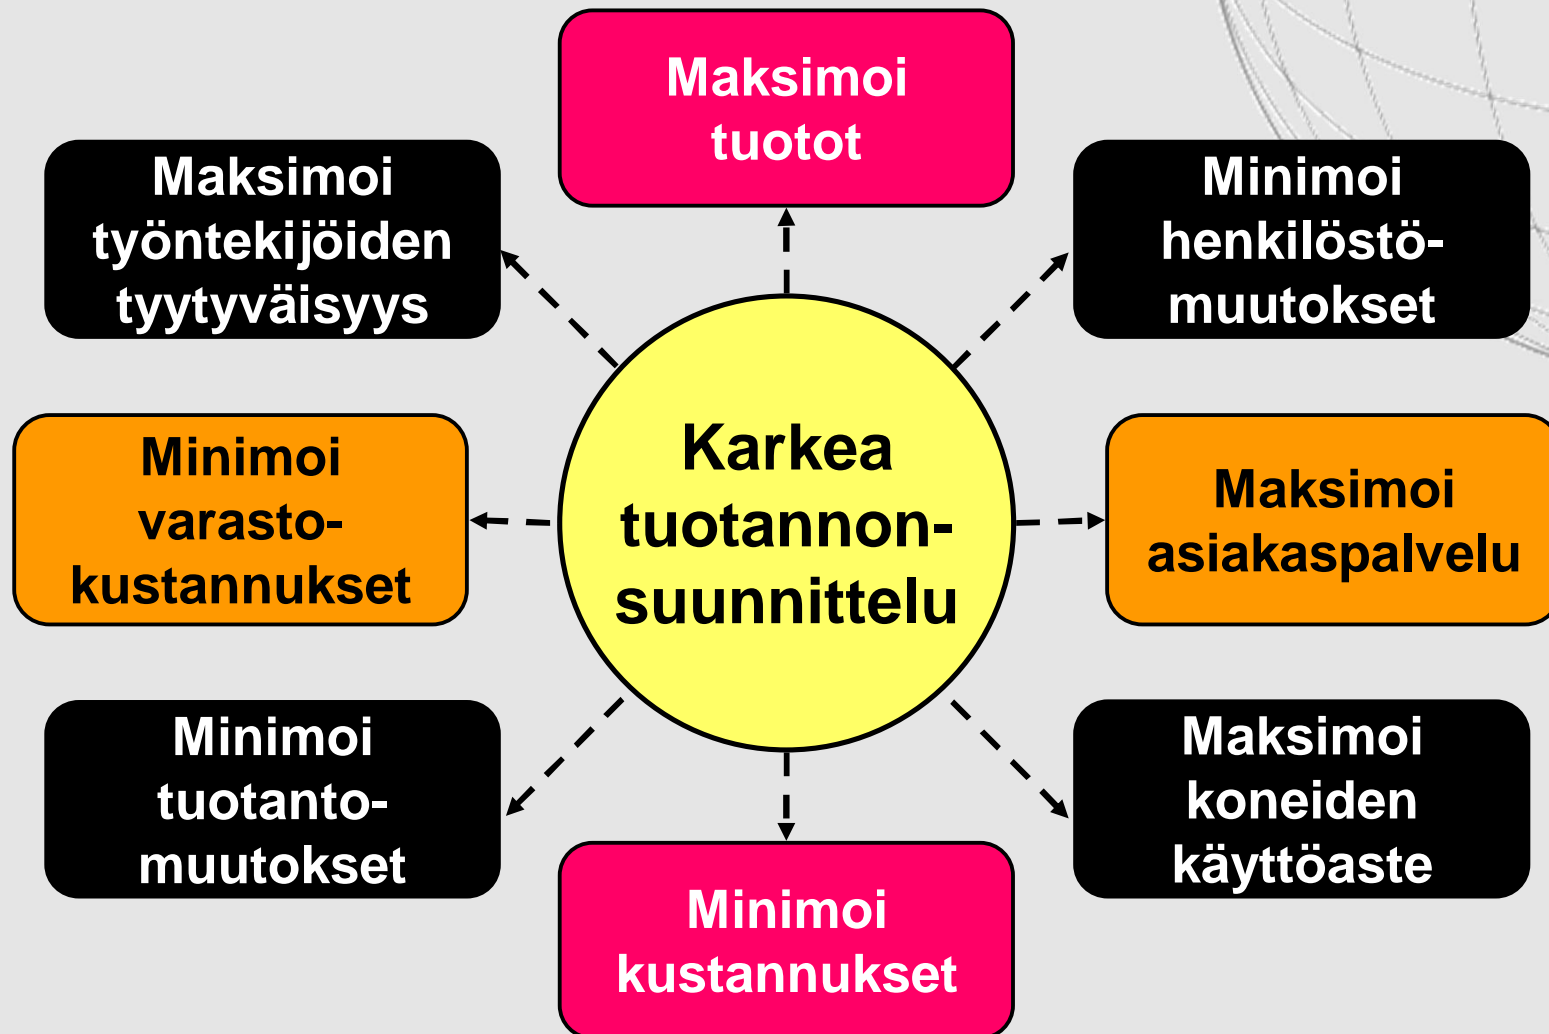 Maksimoi
tuotot
Maksimoi
työntekijöiden
tyytyväisyys
Minimoi
henkilöstö-
muutokset
Minimoi
varasto-
kustannukset
Karkea
tuotannon-
suunnittelu
Maksimoi
asiakaspalvelu
Minimoi
tuotanto-
muutokset
Maksimoi
koneiden
käyttöaste
Minimoi
kustannukset